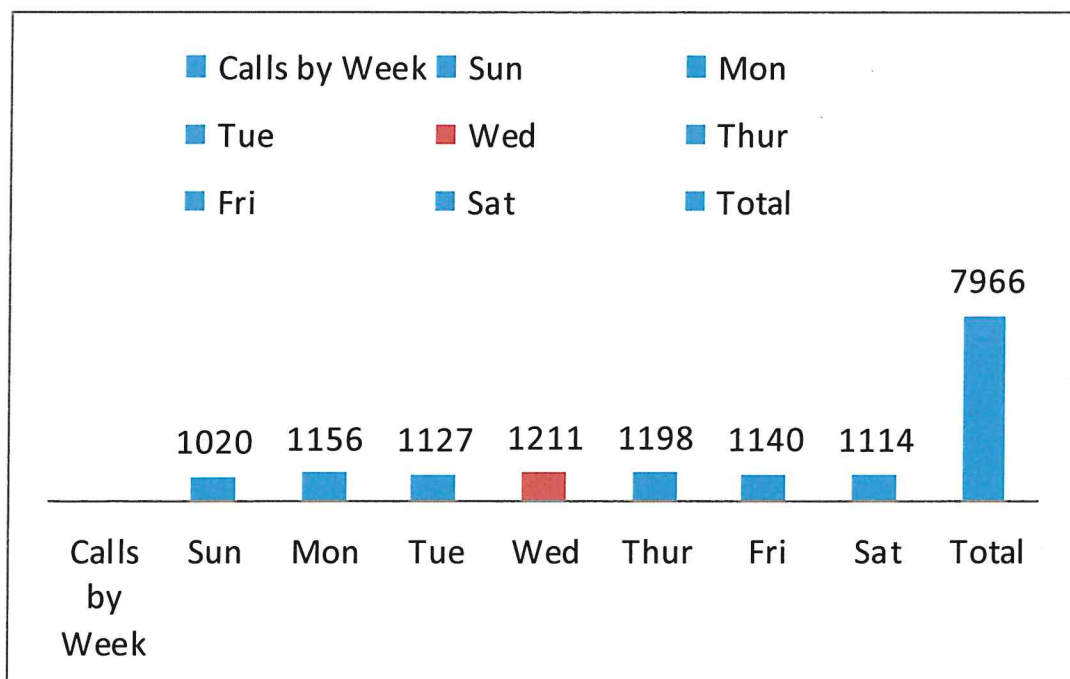 Calls by Week Sun Mon
Tue Wed Thur
Fri Sat Total
7966
1020 1156 1127 1211 1198 1140 1114
Calls by Week Sun Mon Tue Wed Thur Fri Sat Total